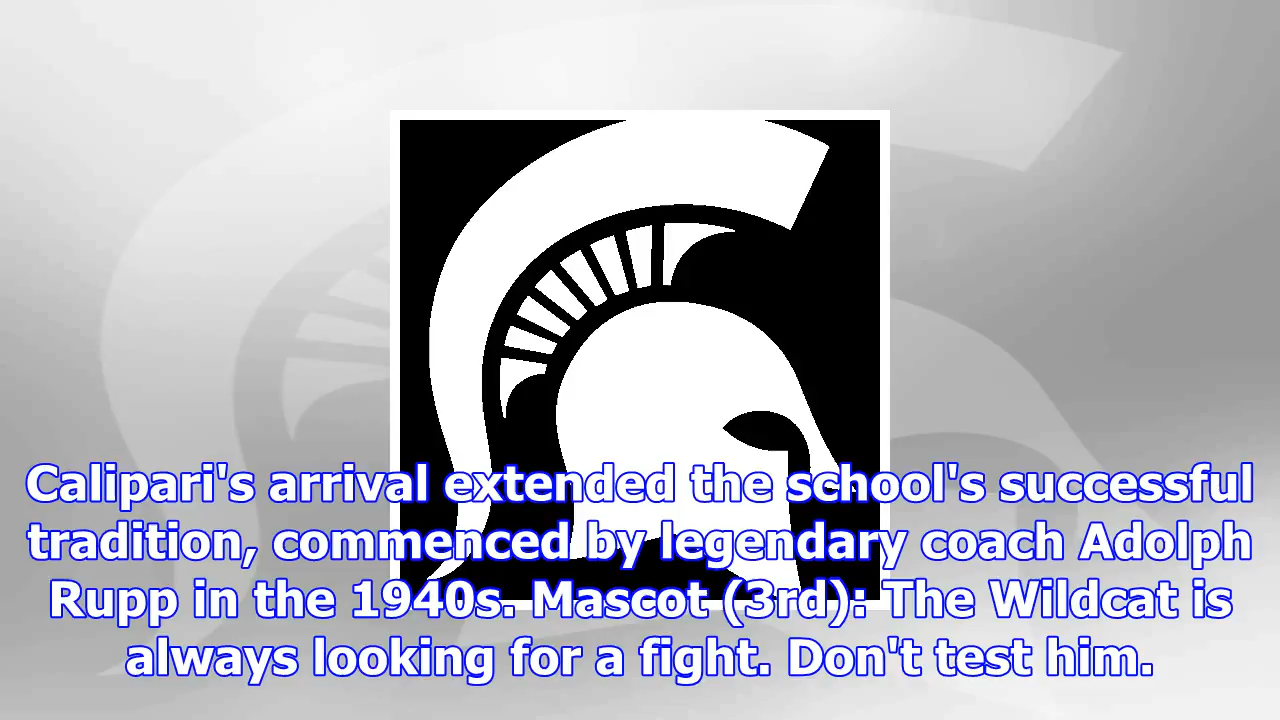 Calipari's arrival extended the school's successful
tradition, commenced by legendary coach Adolph
Rupp in the 1940s. Mascot (3rd): The Wildcat is
always looking for a fight. Don't test him.